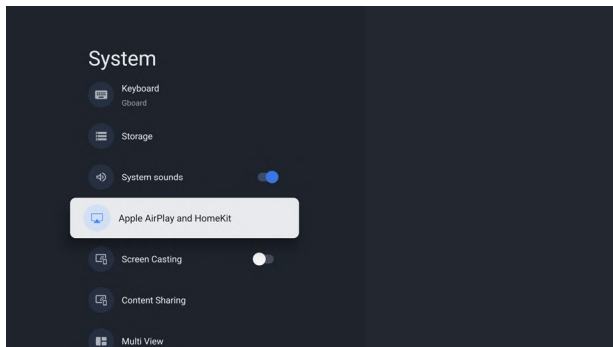 System
Keyboard
Gboard
Storage
System sounds
Apple AirPlay and HomeKit
Screen Casting
Content Sharing
Multi View